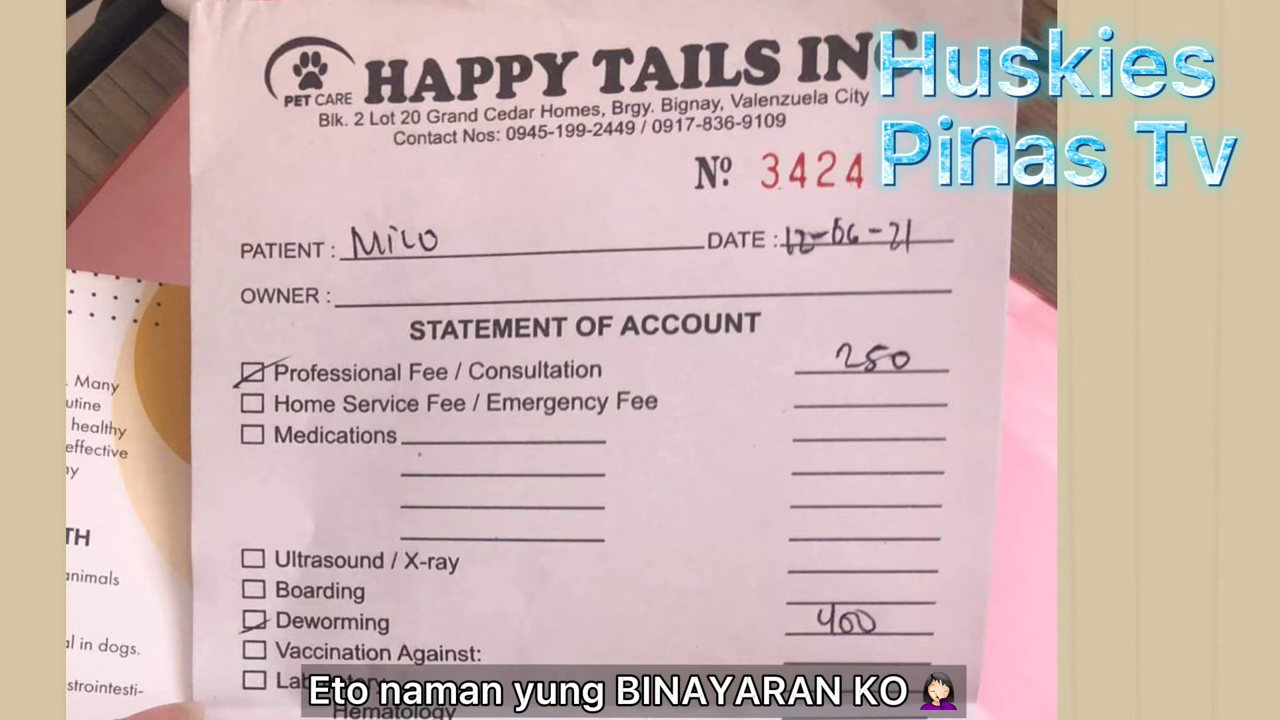 HAPPY TAILS INC
PET CARE
Blk. 2 Lot 20 Grand Cedar Homes, Brgy. Bignay, Valenzuela City
Contact Nos: 0945-199-2449 / 0917-836-9109
Huskies
Pinas Tv
Nº 3424
PATIENT : Milo DATE : 12-06-21
OWNER :
STATEMENT OF ACCOUNT
Professional Fee / Consultation 250
Home Service Fee / Emergency Fee
Medications
Ultrasound / X-ray
Boarding
Deworming 400
Vaccination Against:
Hematology
Eto naman yung BINAYARAN KO 🤦🏻‍♀️
. Many
utine
healthy
effective
TH
animals
al in dogs.
strointesti-